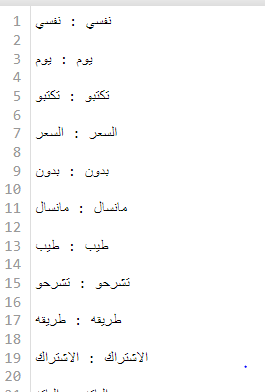 1 نفسي : نفسي
2
3 يوم : يوم
4
5 تكتبو : تكتبو
6
7 السعر : السعر
8
9 بدون : بدون
10
11 مانسال : مانسال
12
13 طيب : طيب
14
15 تشرحو : تشرحو
16
17 طريقه : طريقه
18
19 الاشتراك : الاشتراك
20